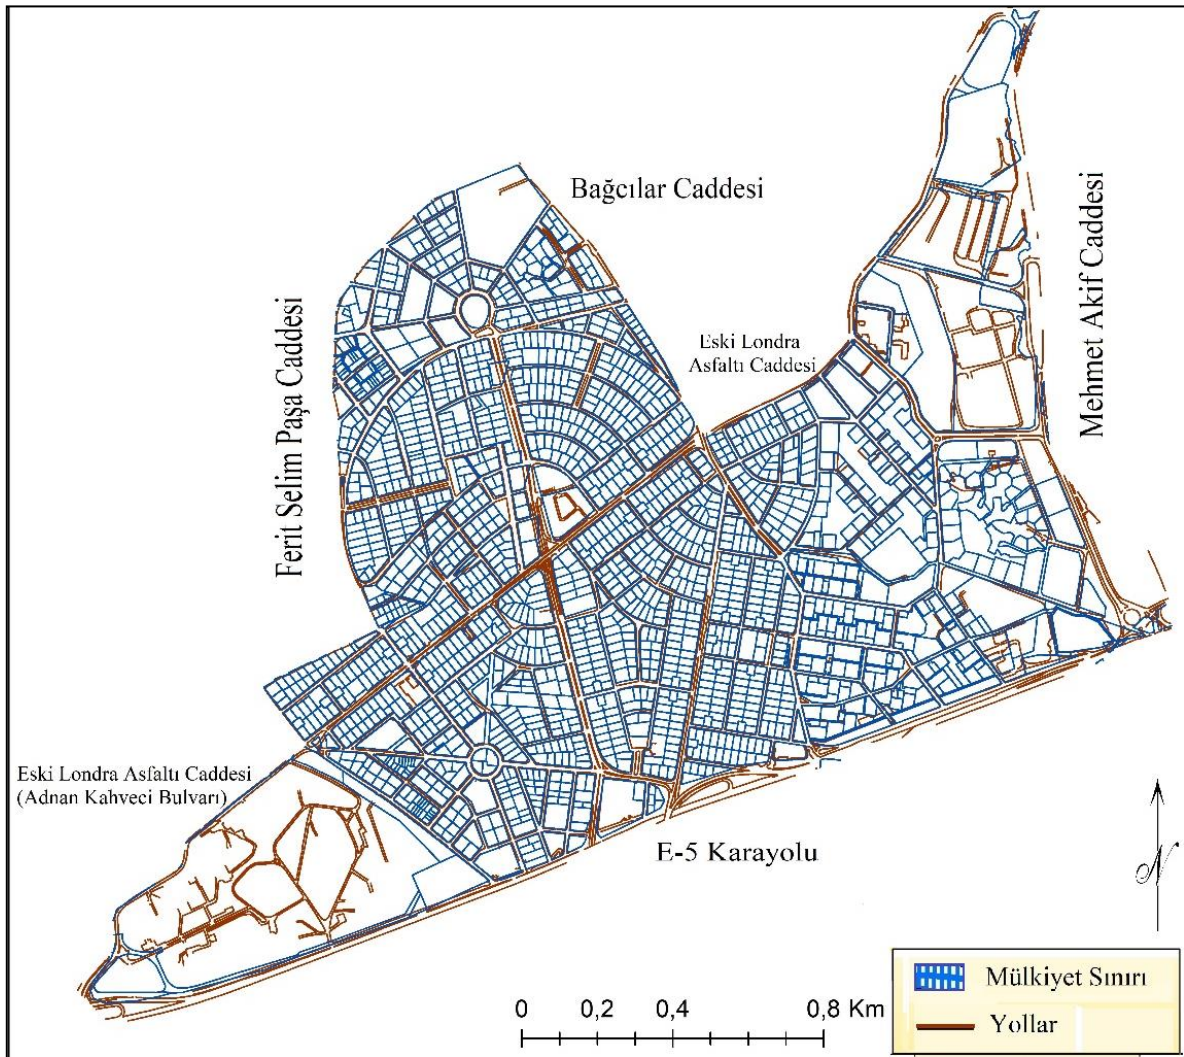 Bağcılar Caddesi
Mehmet Akif Caddesi
Ferit Selim Paşa Caddesi
Eski Londra
Asfaltı Caddesi
Eski Londra Asfaltı Caddesi
(Adnan Kahveci Bulvarı)
E-5 Karayolu
N
0 0,2 0,4 0,8 Km
Mülkiyet Sınırı
Yollar